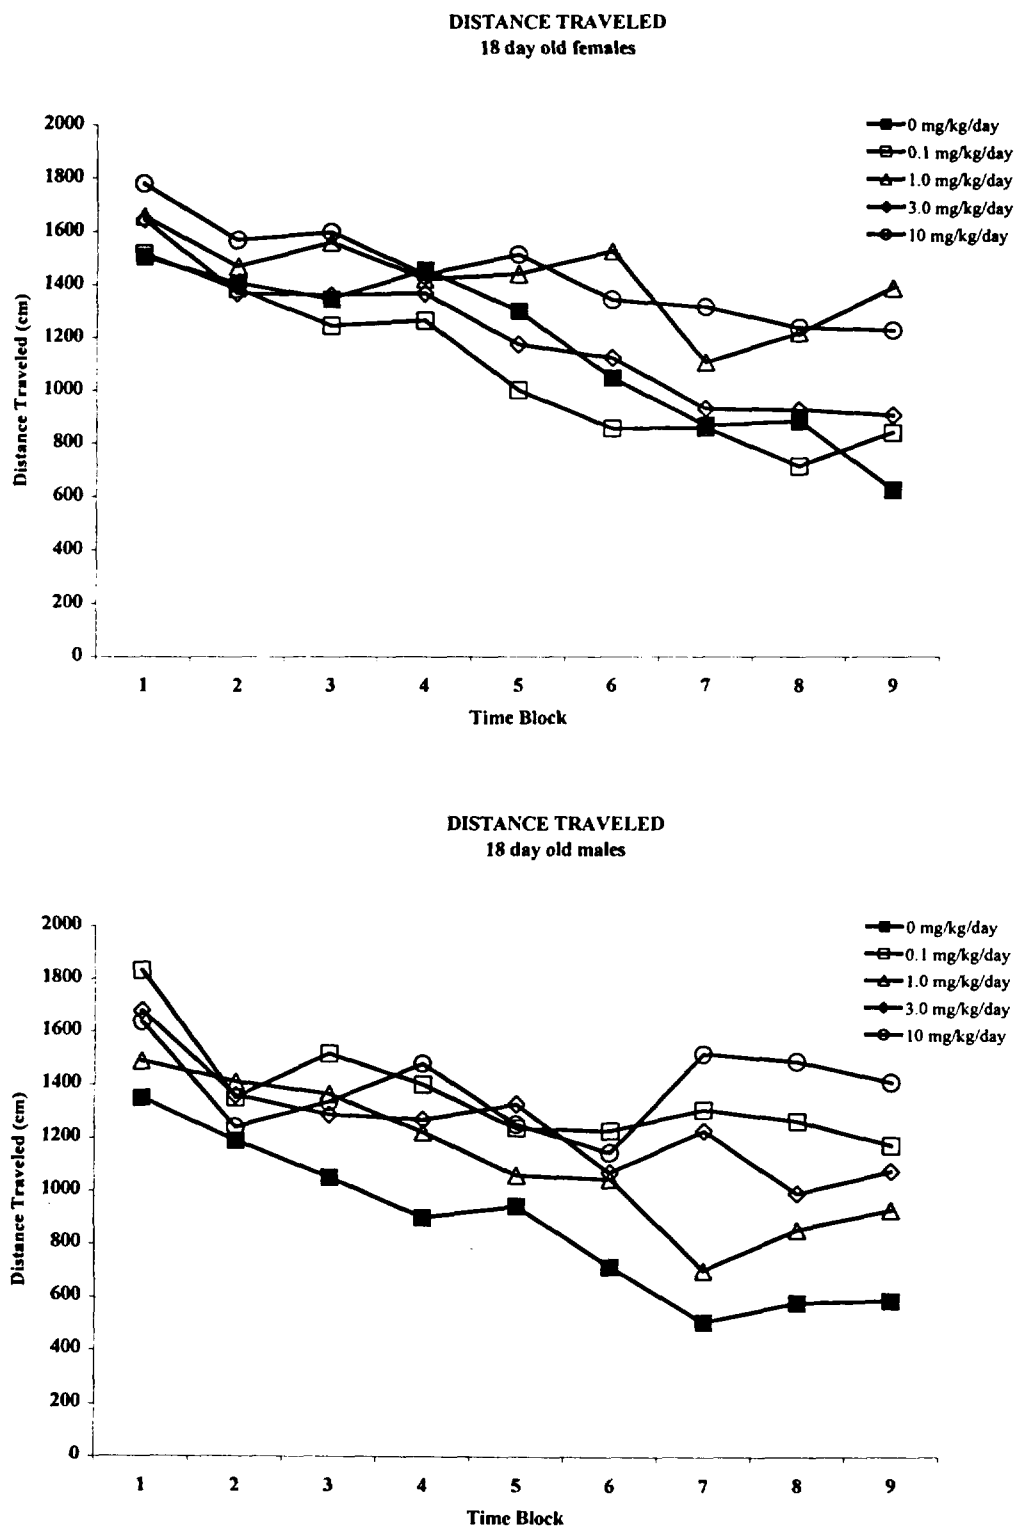 DISTANCE TRAVELED
18 day old females
2000
1800
1600
1400
1200
1000
800
600
400
200
0
Distance Traveled (cm)
0 mg/kg/day
0.1 mg/kg/day
1.0 mg/kg/day
3.0 mg/kg/day
10 mg/kg/day
1 2 3 4 5 6 7 8 9
Time Block
DISTANCE TRAVELED
18 day old males
2000
1800
1600
1400
1200
1000
800
600
400
200
0
Distance Traveled (cm)
0 mg/kg/day
0.1 mg/kg/day
1.0 mg/kg/day
3.0 mg/kg/day
10 mg/kg/day
1 2 3 4 5 6 7 8 9
Time Block